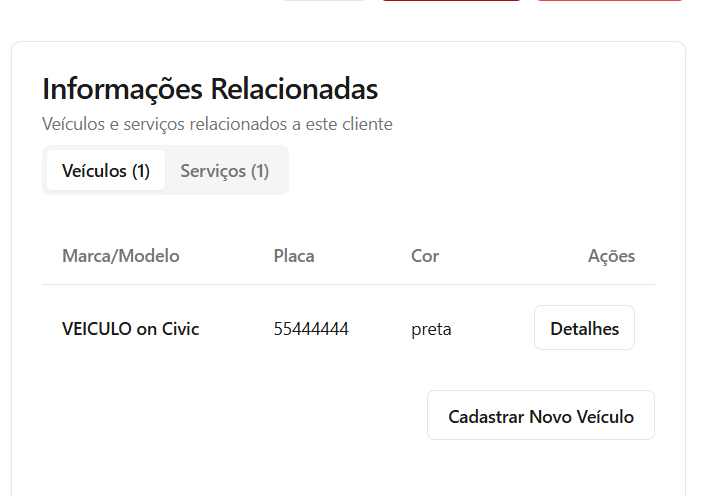 Informações Relacionadas
Veículos e serviços relacionados a este cliente
Veículos (1) Serviços (1)
Marca/Modelo Placa Cor Ações
VEICULO on Civic 55444444 preta Detalhes
Cadastrar Novo Veículo